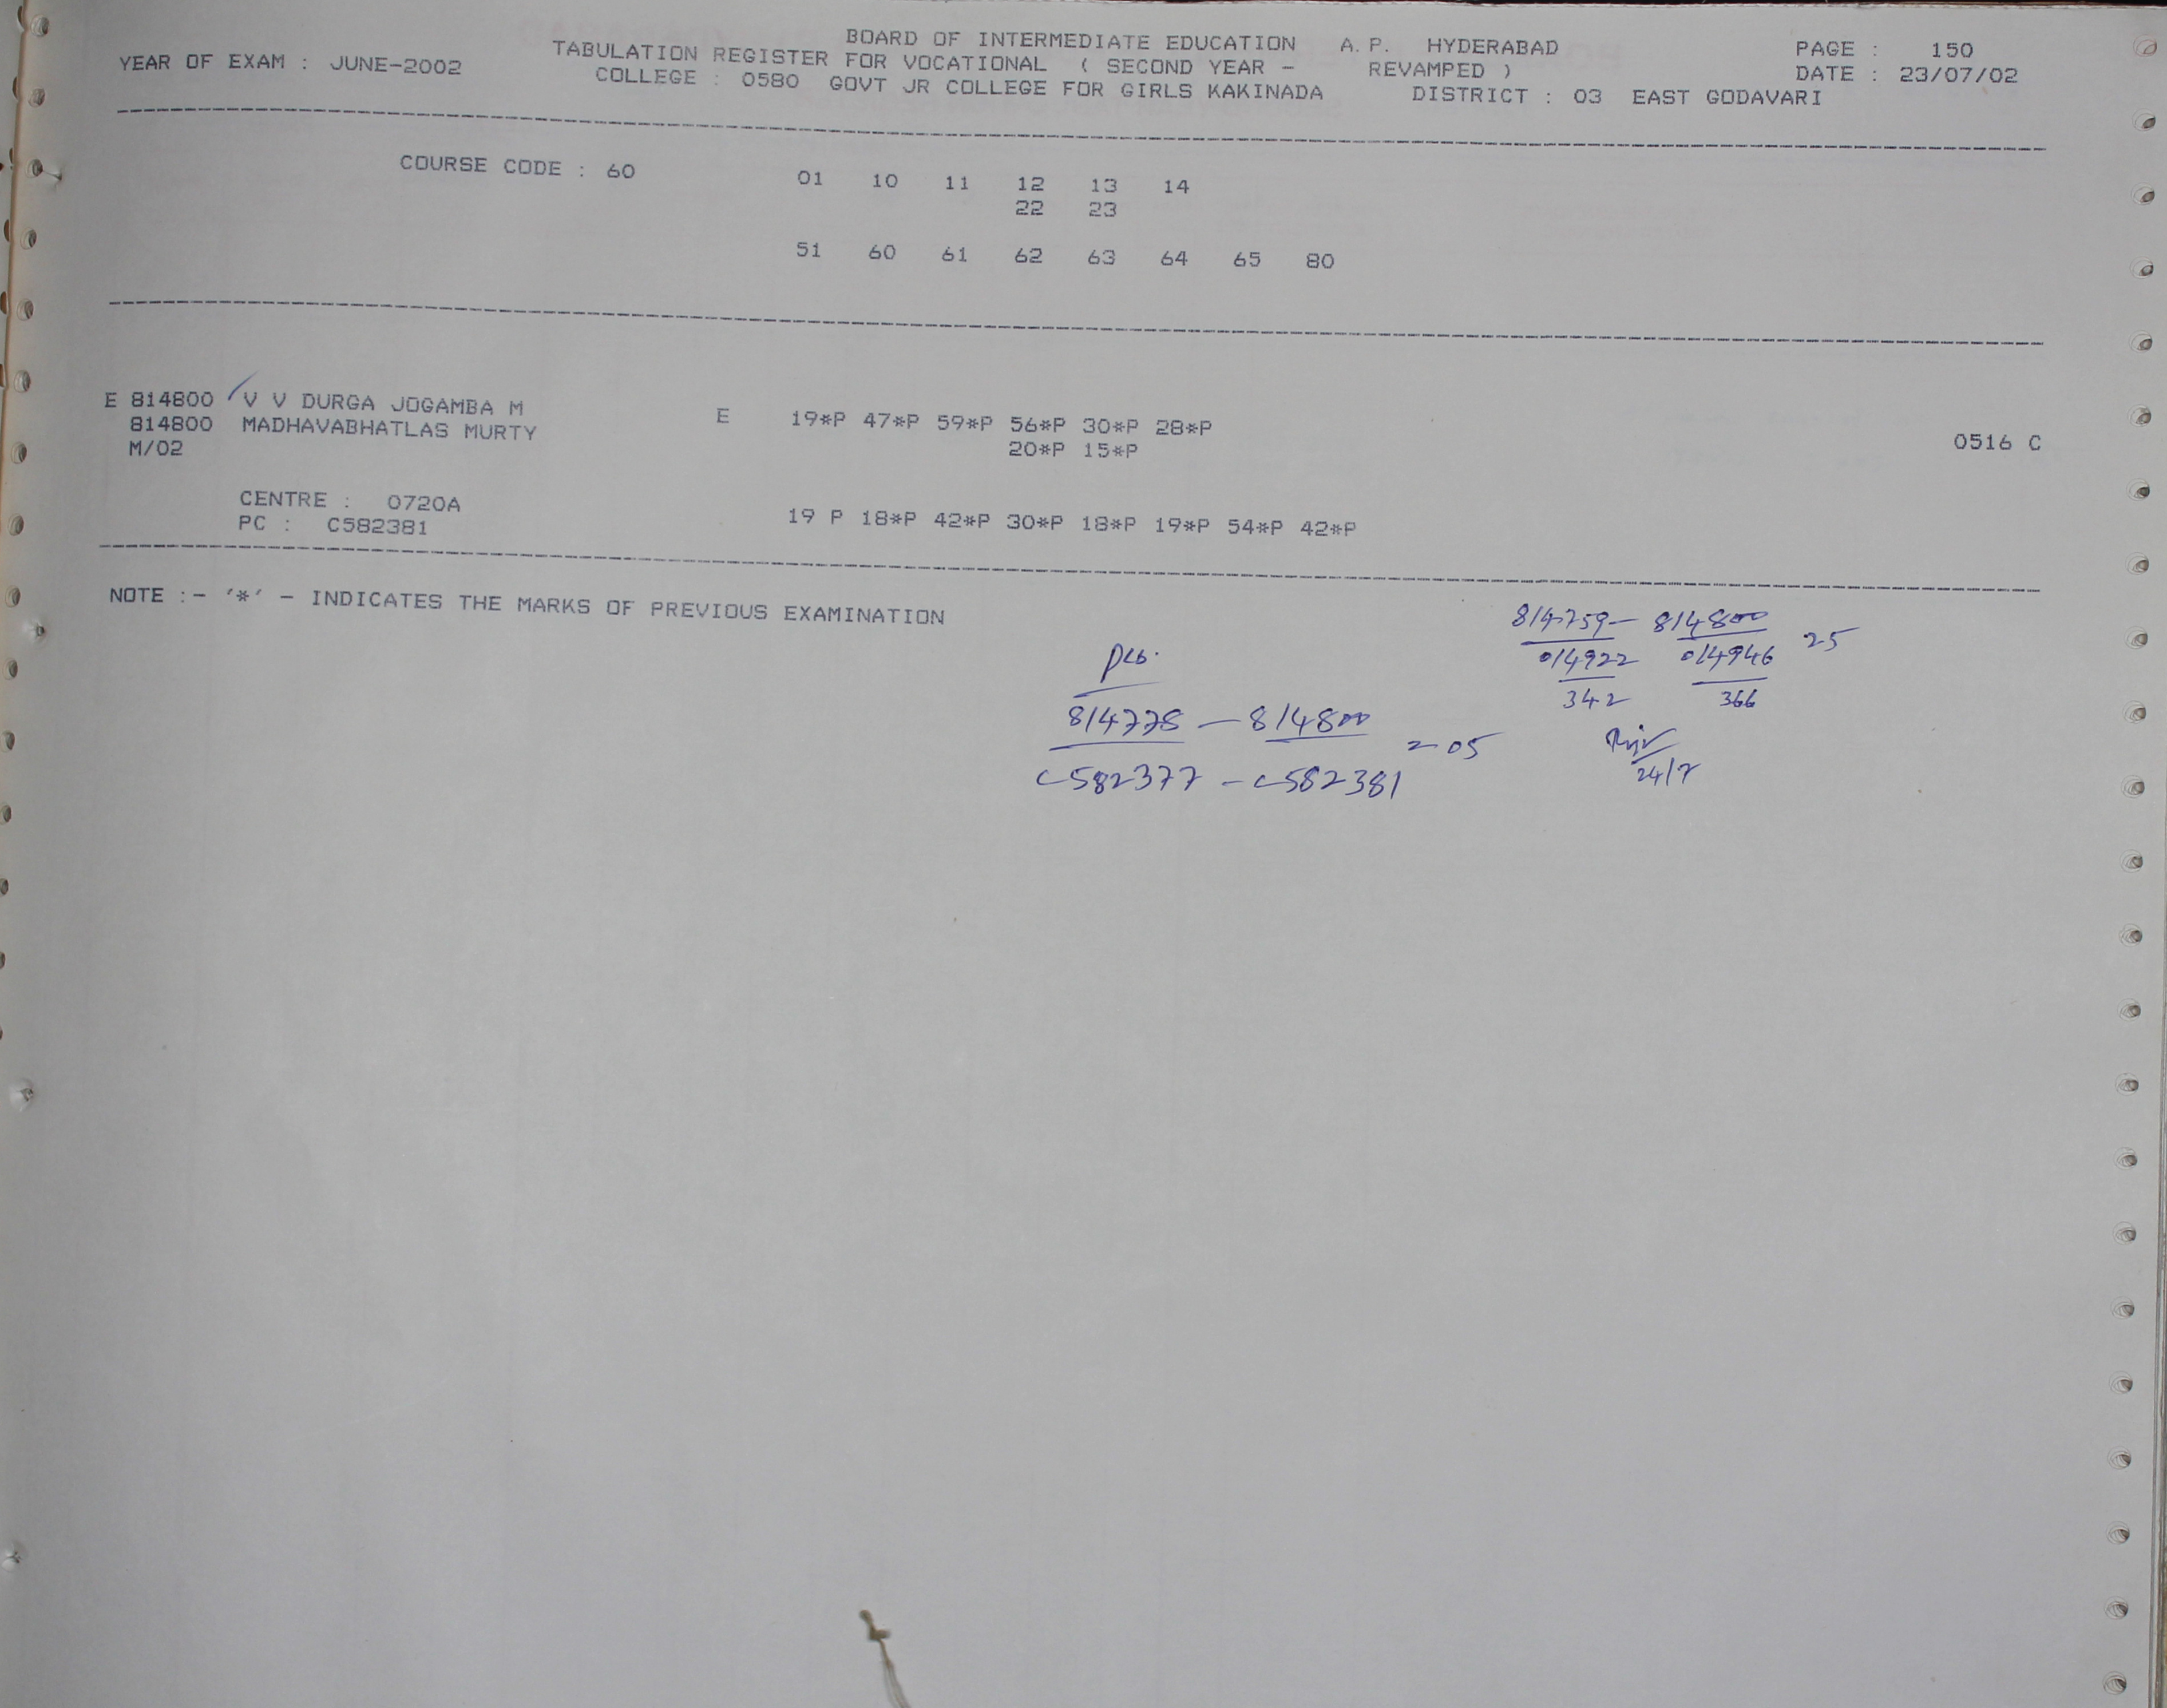 BOARD OF INTERMEDIATE EDUCATION A.P. HYDERABAD
YEAR OF EXAM : JUNE-2002 TABULATION REGISTER FOR VOCATIONAL ( SECOND YEAR - REVAMPED ) PAGE : 150
COLLEGE : 0580 GOVT JR COLLEGE FOR GIRLS KAKINADA DISTRICT : 03 EAST GODAVARI DATE : 23/07/02
COURSE CODE : 60 01 10 11 12 13 14
22 23
51 60 61 62 63 64 65 80
E 814800 V V DURGA JOGAMBA M E 19*P 47*P 59*P 56*P 30*P 28*P
814800 MADHAVABHATLAS MURTY 20*P 15*P 0516 C
M/02
CENTRE : 0720A
PC : C582381 19 P 18*P 42*P 30*P 18*P 19*P 54*P 42*P
NOTE :- '*' - INDICATES THE MARKS OF PREVIOUS EXAMINATION
814759 - 814800
014922 014946 25
342 366
814778 - 814800
= 05
C582377 - C582381
24/7